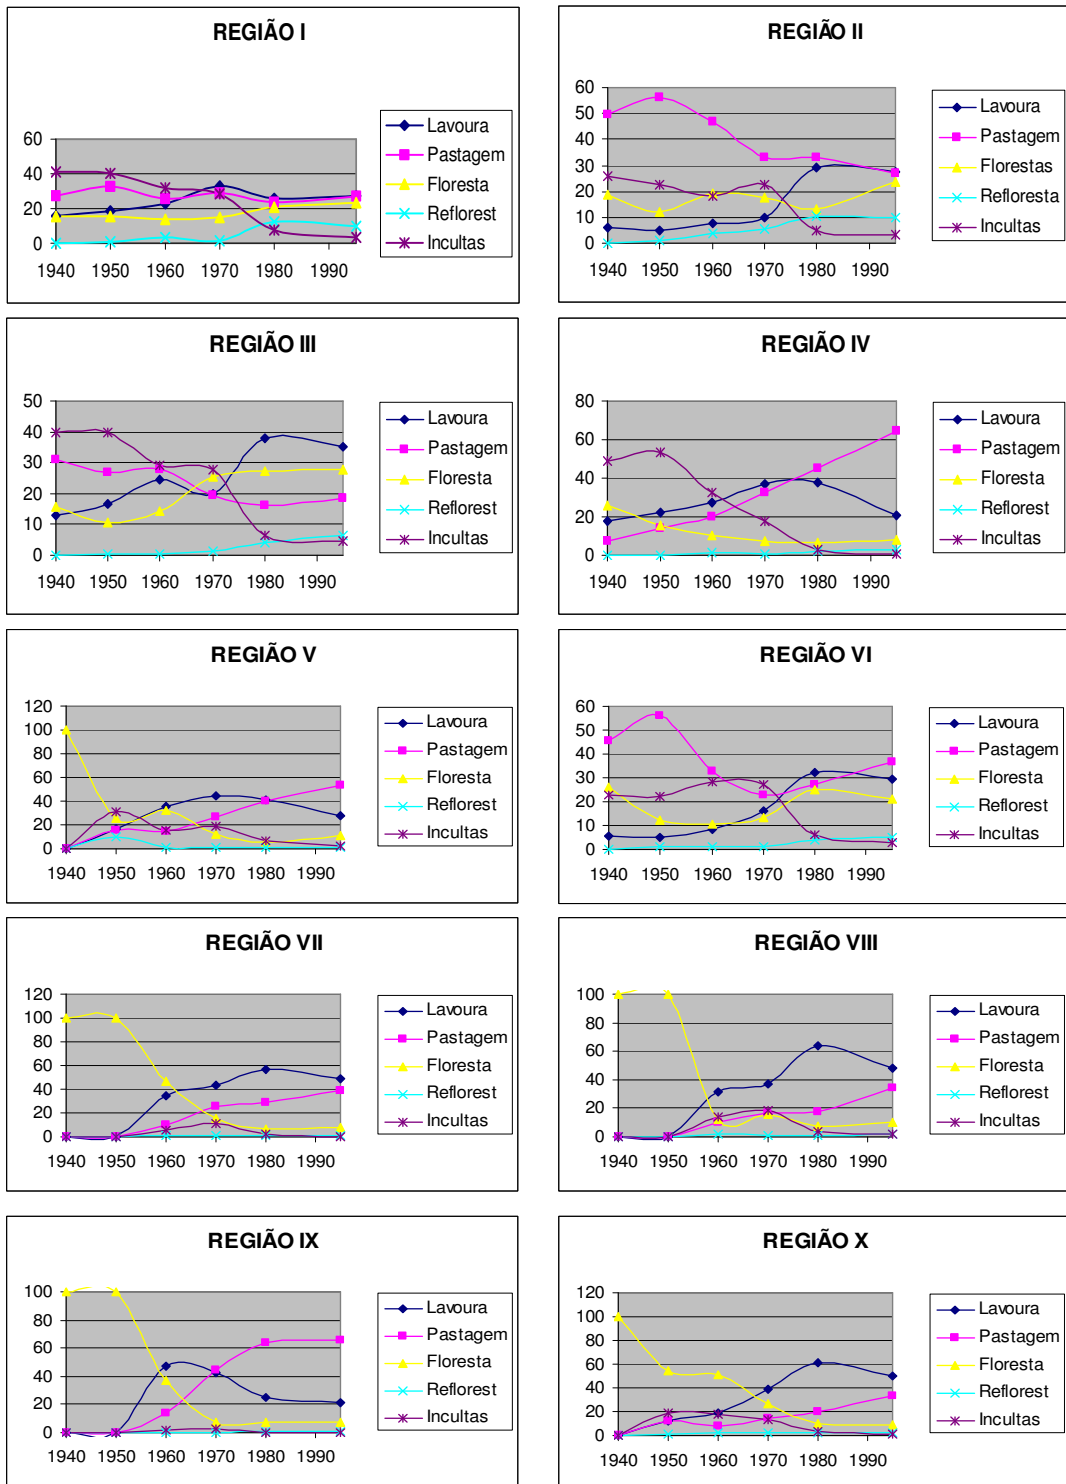 REGIÃO I
60
40
20
0
1940 1950 1960 1970 1980 1990
Lavoura
Pastagem
Floresta
Reflorest
Incultas
REGIÃO II
60
50
40
30
20
10
0
1940 1950 1960 1970 1980 1990
Lavoura
Pastagem
Florestas
Reflorest
Incultas
REGIÃO III
50
40
30
20
10
0
1940 1950 1960 1970 1980 1990
Lavoura
Pastagem
Floresta
Reflorest
Incultas
REGIÃO IV
80
60
40
20
0
1940 1950 1960 1970 1980 1990
Lavoura
Pastagem
Floresta
Reflorest
Incultas
REGIÃO V
120
100
80
60
40
20
0
1940 1950 1960 1970 1980 1990
Lavoura
Pastagem
Floresta
Reflorest
Incultas
REGIÃO VI
60
50
40
30
20
10
0
1940 1950 1960 1970 1980 1990
Lavoura
Pastagem
Floresta
Reflorest
Incultas
REGIÃO VII
120
100
80
60
40
20
0
1940 1950 1960 1970 1980 1990
Lavoura
Pastagem
Floresta
Reflorest
Incultas
REGIÃO VIII
100
80
60
40
20
0
1940 1950 1960 1970 1980 1990
Lavoura
Pastagem
Floresta
Reflorest
Incultas
REGIÃO IX
100
80
60
40
20
0
1940 1950 1960 1970 1980 1990
Lavoura
Pastagem
Floresta
Reflorest
Incultas
REGIÃO X
120
100
80
60
40
20
0
1940 1950 1960 1970 1980 1990
Lavoura
Pastagem
Floresta
Reflorest
Incultas